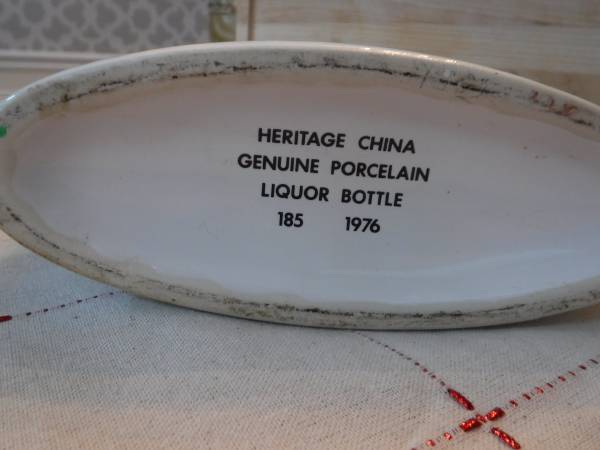 HERITAGE CHINA
GENUINE PORCELAIN
LIQUOR BOTTLE
185 1976